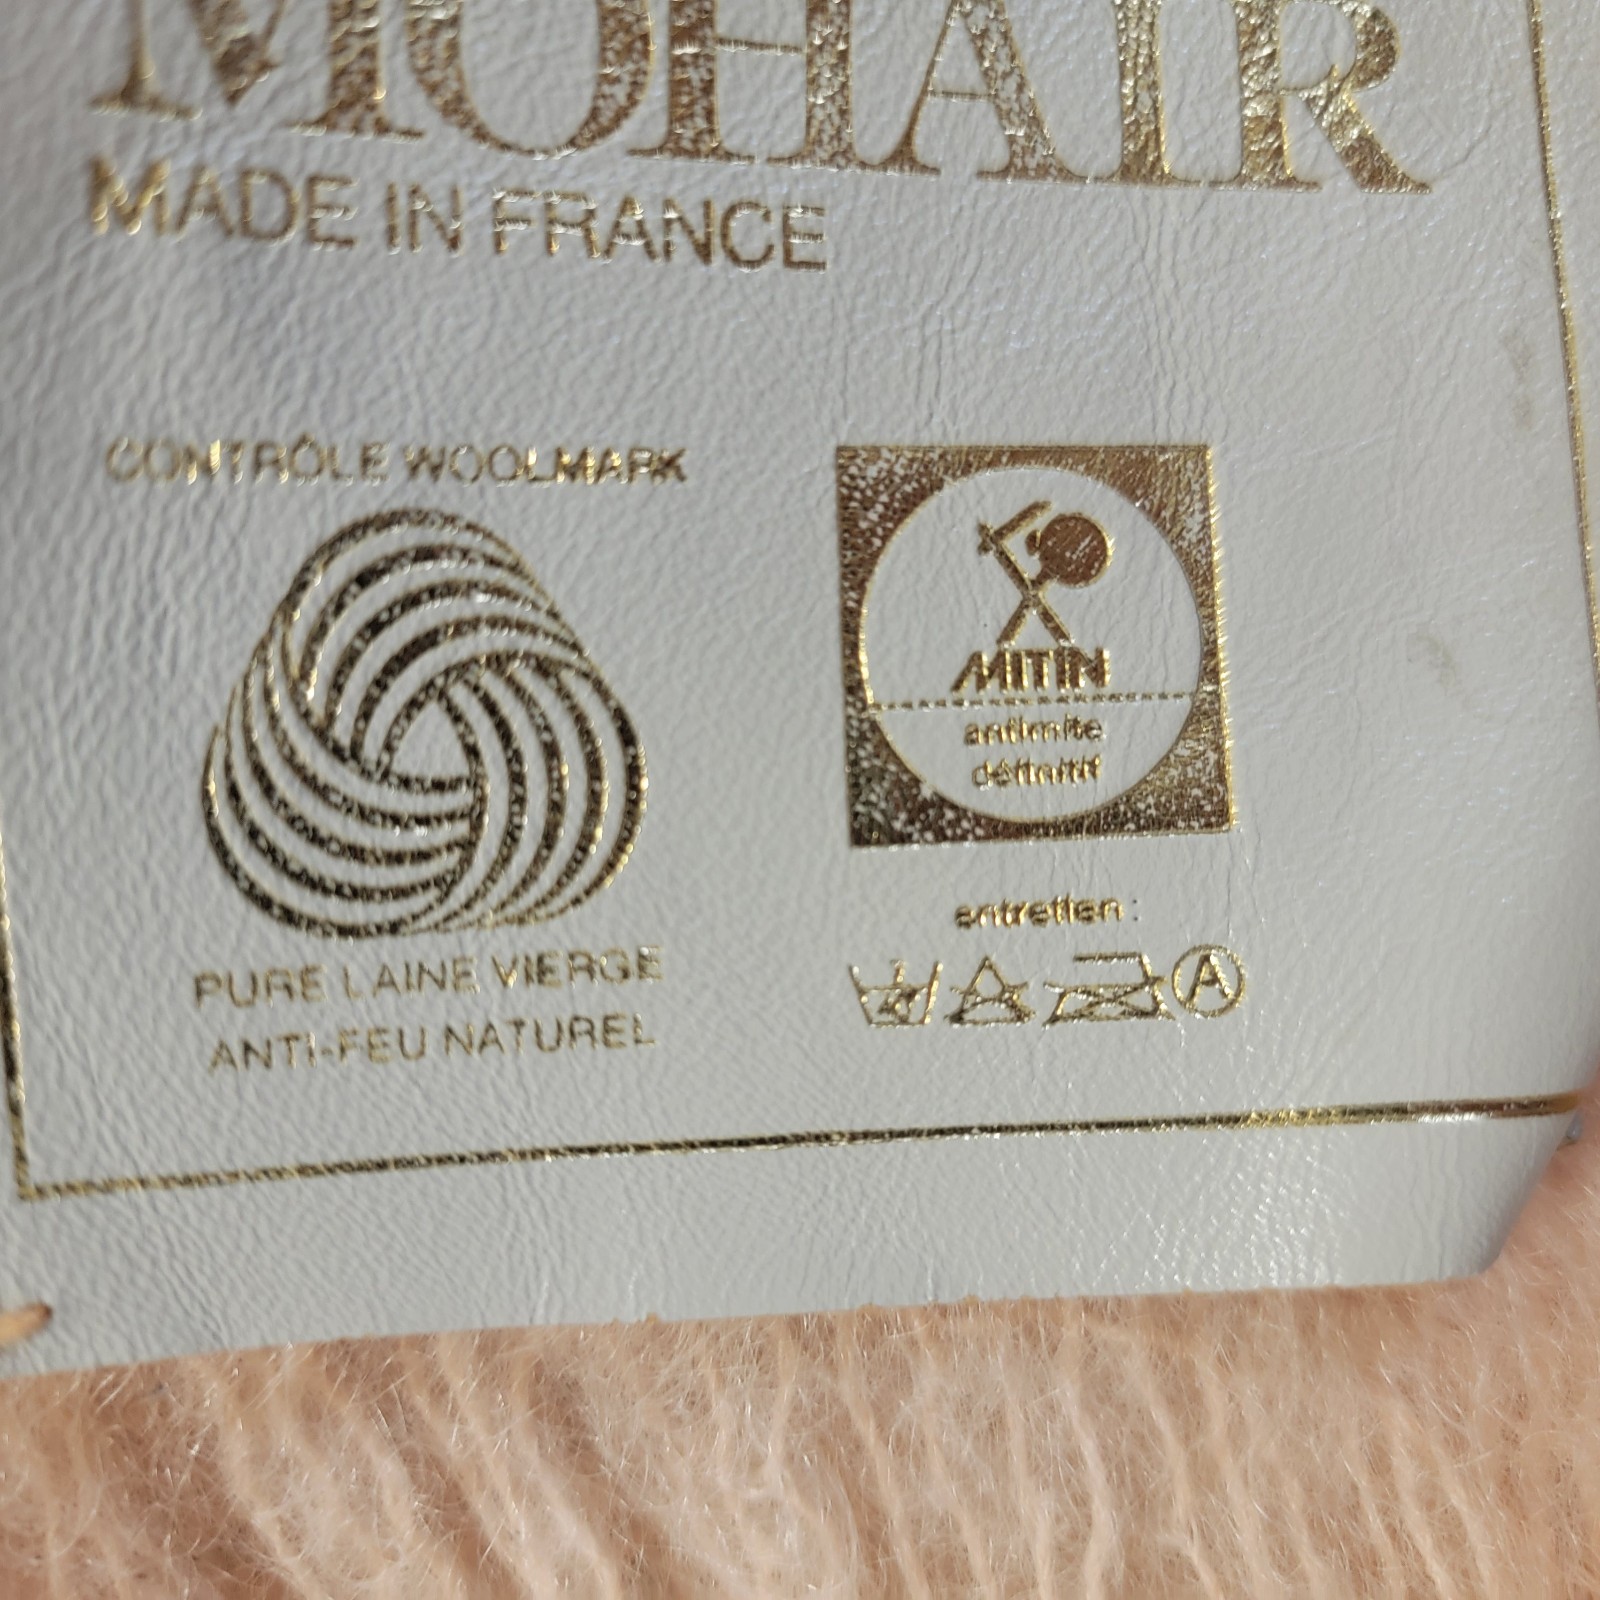 MOHAIR
MADE IN FRANCE
CONTRÔLE WOOLMARK
PURE LAINE VIERGE
ANTI-FEU NATUREL
MITIN
antimite
définitif
entretien :
A